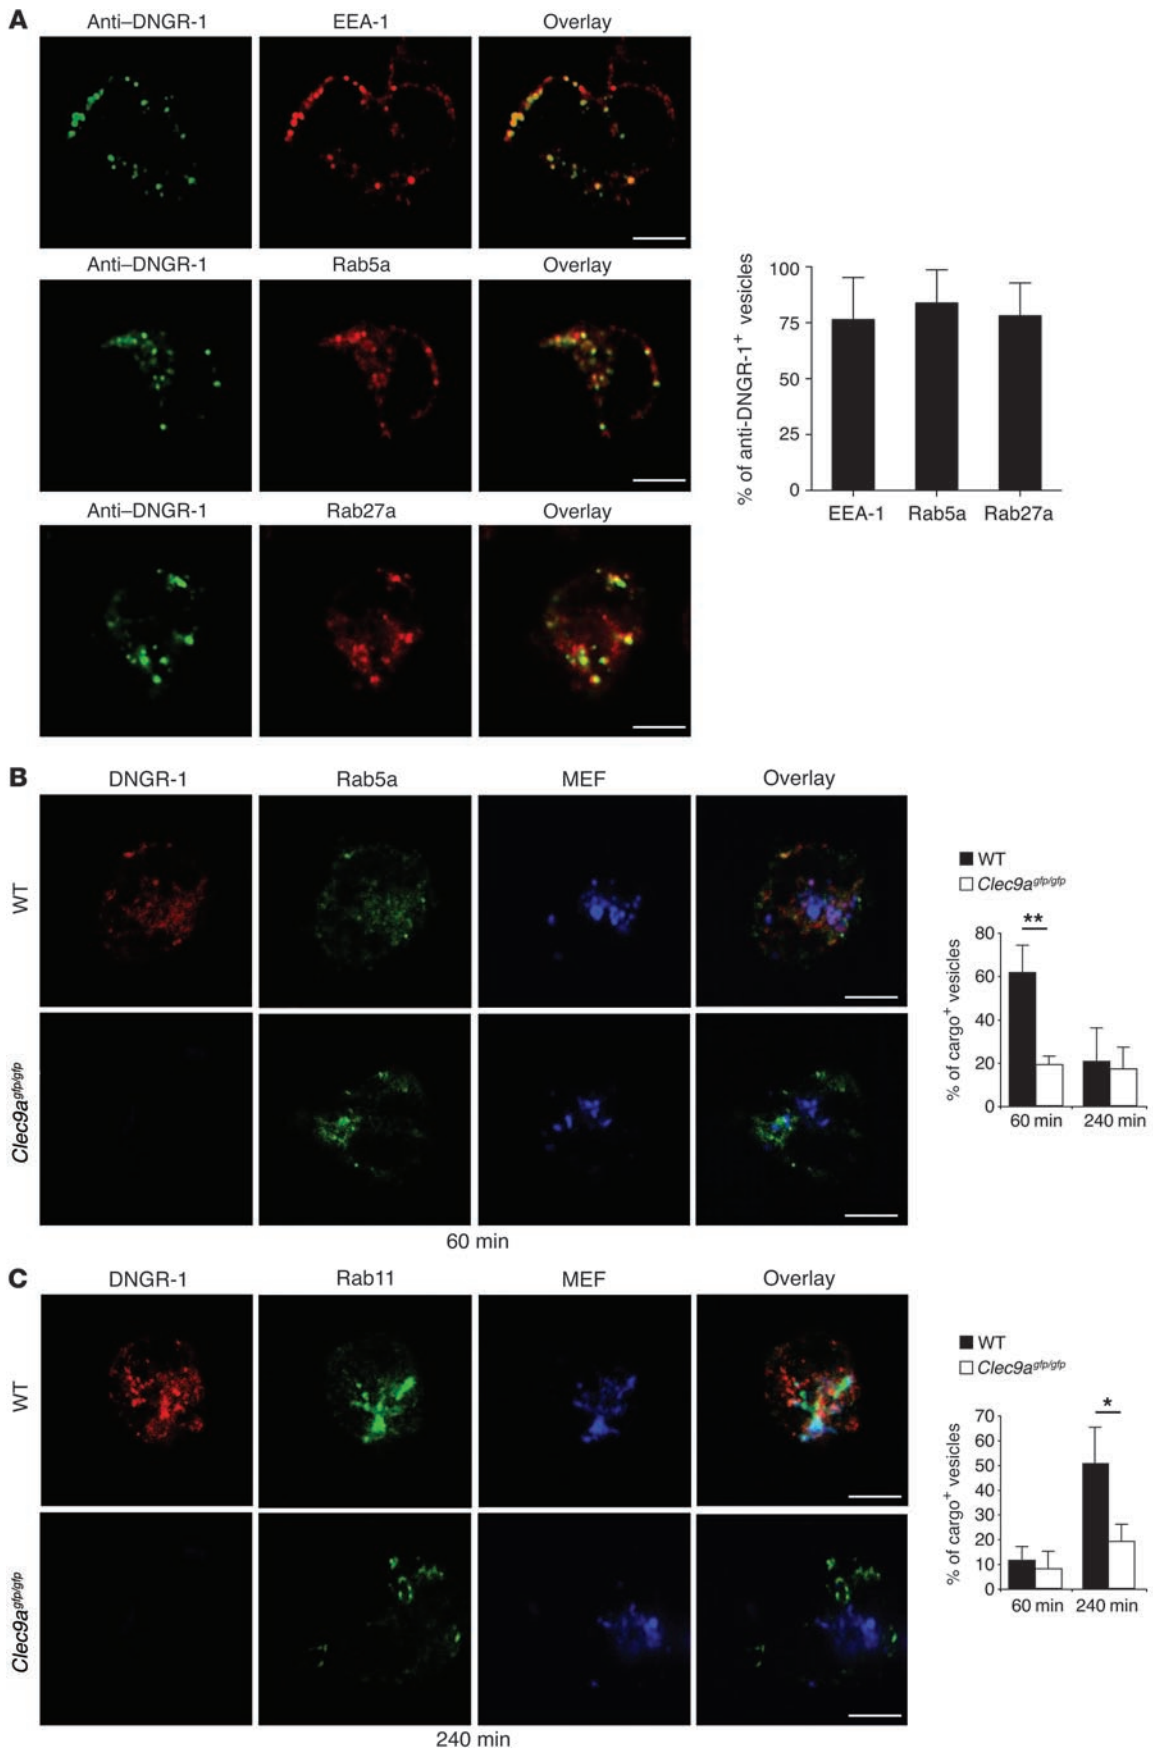 A
Anti–DNGR-1 EEA-1 Overlay
Anti–DNGR-1 Rab5a Overlay
Anti–DNGR-1 Rab27a Overlay
% of anti-DNGR-1+ vesicles
100
75
50
25
0
EEA-1 Rab5a Rab27a
B
DNGR-1 Rab5a MEF Overlay
WT
Clec9agfp/gfp
60 min
WT
Clec9agfp/gfp
**
% of cargo+ vesicles
80
60
40
20
0
60 min 240 min
C
DNGR-1 Rab11 MEF Overlay
WT
Clec9agfp/gfp
240 min
WT
Clec9agfp/gfp
*
% of cargo+ vesicles
70
60
50
40
30
20
10
0
60 min 240 min